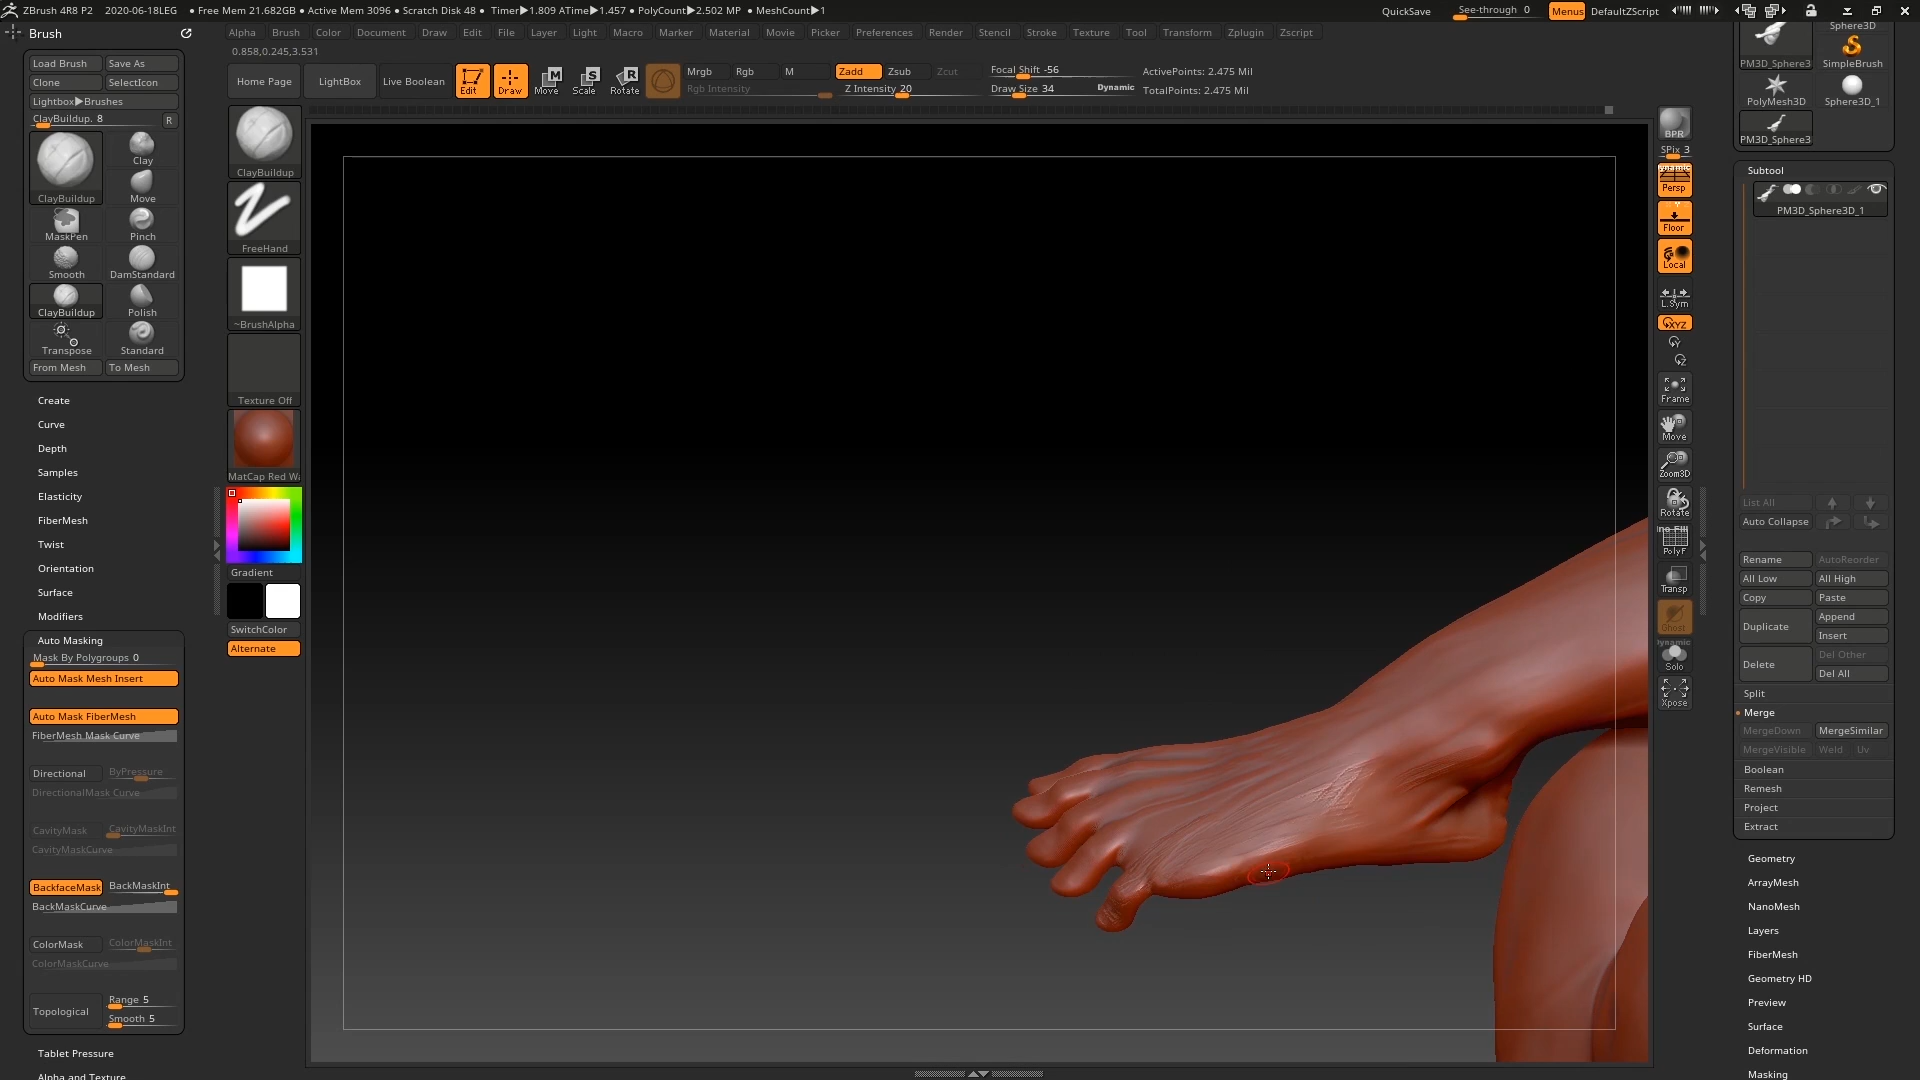 ZBrush 4R8 P2 2020-06-18LEG • Free Mem 21.682GB • Active Mem 3096 • Scratch Disk 48 • Timer▶1.809 ATime▶1.457 • PolyCount▶2.502 MP • MeshCount▶1
QuickSave See-through 0 Menus DefaultZScript
Brush
Alpha Brush Color Document Draw Edit File Layer Light Macro Marker Material Movie Picker Preferences Render Stencil Stroke Texture Tool Transform Zplugin Zscript
0.858,0.245,3.531
Home Page LightBox Live Boolean Edit Draw Move Scale Rotate
Mrgb Rgb M Zadd Zsub Zcut
Rgb Intensity Z Intensity 20
Focal Shift -56
Draw Size 34 Dynamic
ActivePoints: 2.475 Mil
TotalPoints: 2.475 Mil
Load Brush Save As
Clone SelectIcon
Lightbox▶Brushes
ClayBuildup. 8 R
ClayBuildup Clay
Move
MaskPen Pinch
Smooth DamStandard
ClayBuildup Polish
Transpose Standard
From Mesh To Mesh
Create
Curve
Depth
Samples
Elasticity
FiberMesh
Twist
Orientation
Surface
Modifiers
Auto Masking
Mask By Polygroups 0
Auto Mask Mesh Insert
Auto Mask FiberMesh
FiberMesh Mask Curve
Directional ByPressure
DirectionalMask Curve
CavityMask CavityMaskInt
CavityMaskCurve
BackfaceMask BackMaskInt
BackMaskCurve
ColorMask ColorMaskInt
ColorMaskCurve
Topological Range 5
Smooth 5
Tablet Pressure
Alpha and Texture
ClayBuildup
FreeHand
~BrushAlpha
Texture Off
MatCap Red Wa
Gradient
SwitchColor
Alternate
BPR
SPix 3
Dynamic
Persp
Floor
Local
L.Sym
XYZ
Y
Z
Frame
Move
Zoom3D
Rotate
PolyF
Transp
Ghost
Dynamic
Solo
Xpose
Sphere3D
PM3D_Sphere3 SimpleBrush
PolyMesh3D Sphere3D_1
PM3D_Sphere3
Subtool
PM3D_Sphere3D_1
List All
Auto Collapse
Rename AutoReorder
All Low All High
Copy Paste
Duplicate Append
Insert
Delete Del Other
Del All
Split
Merge
MergeDown MergeSimilar
MergeVisible Weld Uv
Boolean
Remesh
Project
Extract
Geometry
ArrayMesh
NanoMesh
Layers
FiberMesh
Geometry HD
Preview
Surface
Deformation
Masking